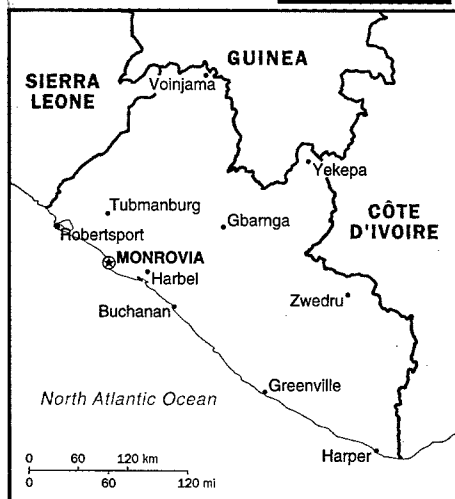 GUINEA
SIERRA
LEONE
Voinjama
Yekepa
Tubmanburg
Gbarnga
CÔTE
D'IVOIRE
Robertsport
MONROVIA
Harbel
Zwedru
Buchanan
Greenville
North Atlantic Ocean
Harper
0 60 120 km
0 60 120 mi